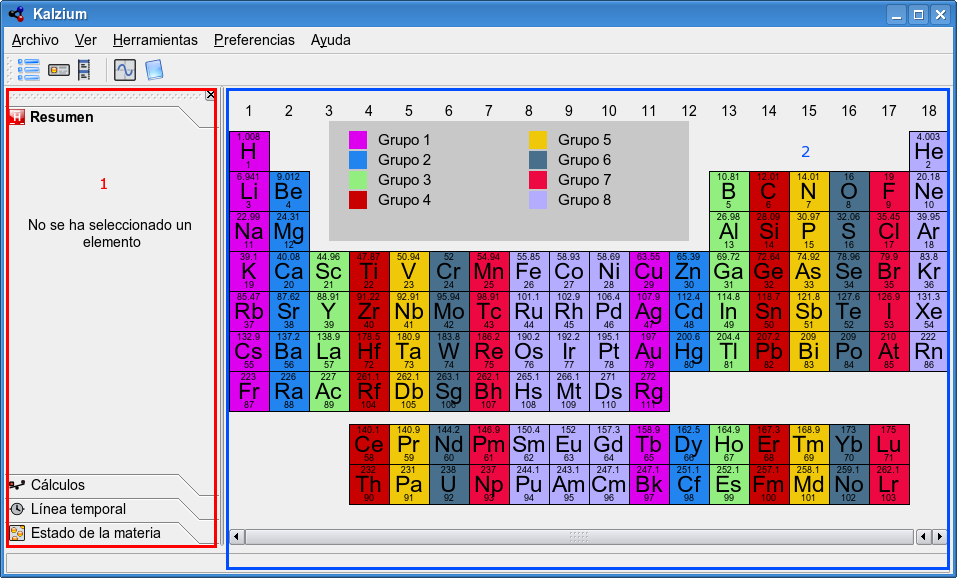 Kalzium
Archivo Ver Herramientas Preferencias Ayuda
Resumen
1
No se ha seleccionado un
elemento
Cálculos
Línea temporal
Estado de la materia
1 2 3 4 5 6 7 8 9 10 11 12 13 14 15 16 17 18
Grupo 1 Grupo 5
Grupo 2 Grupo 6
Grupo 3 Grupo 7
Grupo 4 Grupo 8
2
1.008 4.003
H He
1 2
6.941 9.012 10.81 12.01 14.01 16 19 20.18
Li Be B C N O F Ne
3 4 5 6 7 8 9 10
22.99 24.31 26.98 28.09 30.97 32.06 35.45 39.95
Na Mg Al Si P S Cl Ar
11 12 13 14 15 16 17 18
39.1 40.08 44.96 47.87 50.94 52 54.94 55.85 58.93 58.69 63.55 65.39 69.72 72.64 74.92 78.96 79.9 83.8
K Ca Sc Ti V Cr Mn Fe Co Ni Cu Zn Ga Ge As Se Br Kr
19 20 21 22 23 24 25 26 27 28 29 30 31 32 33 34 35 36
85.47 87.62 88.91 91.22 92.91 95.94 98.91 101.1 102.9 106.4 107.9 112.4 114.8 118.7 121.8 127.6 126.9 131.3
Rb Sr Y Zr Nb Mo Tc Ru Rh Pd Ag Cd In Sn Sb Te I Xe
37 38 39 40 41 42 43 44 45 46 47 48 49 50 51 52 53 54
132.9 137.2 138.9 178.5 180.9 183.8 186.2 190.2 192.2 195.1 197 200.6 204.4 207.2 209 209 210 222
Cs Ba La Hf Ta W Re Os Ir Pt Au Hg Tl Pb Bi Po At Rn
55 56 57 72 73 74 75 76 77 78 79 80 81 82 83 84 85 86
223 226 227 261.1 262.1 263.1 262.1 265.1 266.1 271 272
Fr Ra Ac Rf Db Sg Bh Hs Mt Ds Rg
87 88 89 104 105 106 107 108 109 110 111
140.1 140.9 144.2 146.9 150.4 152 157.3 158.9 162.5 164.9 167.3 168.9 173 175
Ce Pr Nd Pm Sm Eu Gd Tb Dy Ho Er Tm Yb Lu
58 59 60 61 62 63 64 65 66 67 68 69 70 71
232 231 238 237 244.1 243.1 247.1 247.1 251.1 252.1 257.1 258.1 259.1 262.1
Th Pa U Np Pu Am Cm Bk Cf Es Fm Md No Lr
90 91 92 93 94 95 96 97 98 99 100 101 102 103